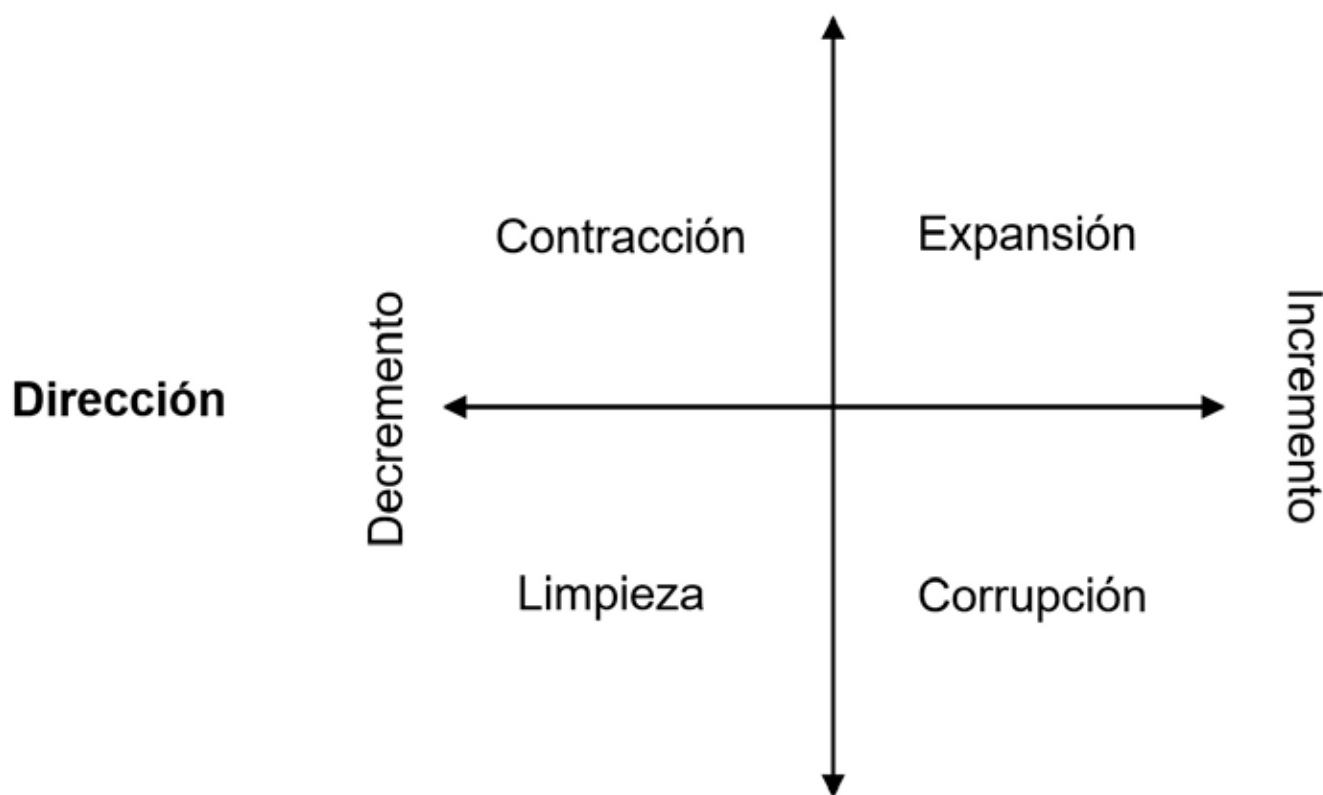 Contracción
Expansión
Dirección
Decremento
Incremento
Limpieza
Corrupción